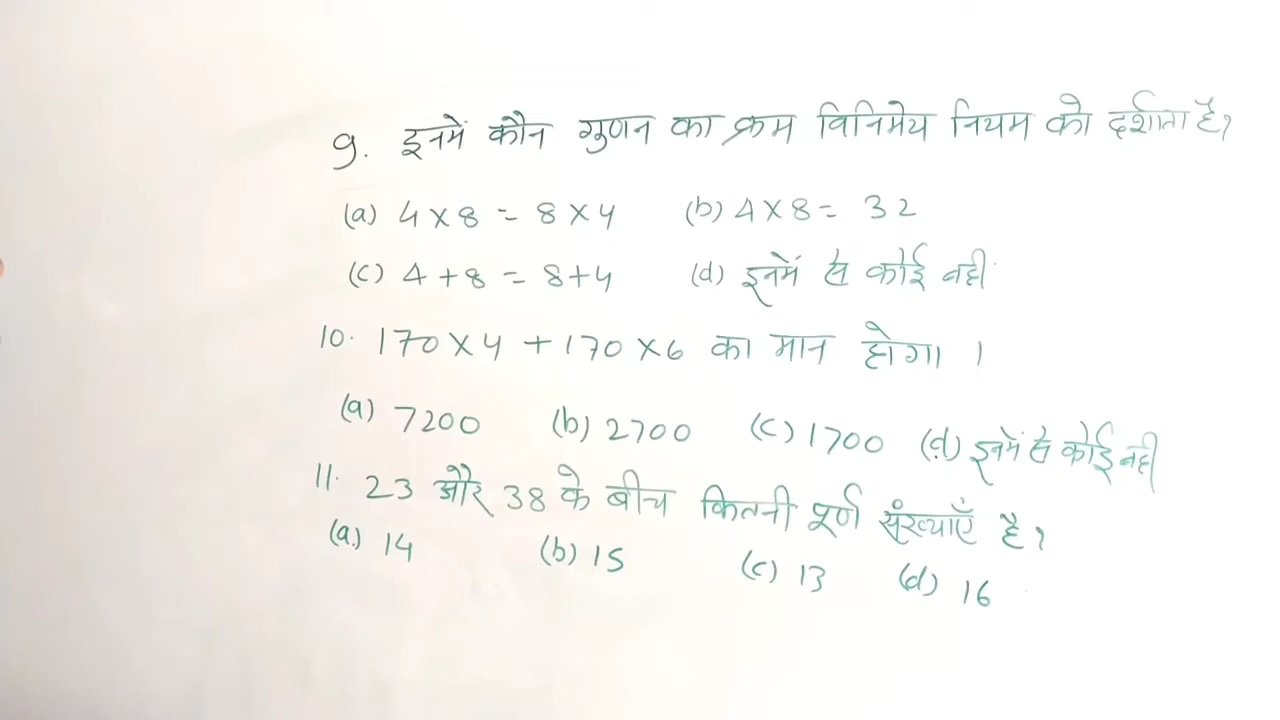 9. इनमें कौन गुणन का क्रम विनिमेय नियम को दर्शाता है?
(a) 4 × 8 = 8 × 4 (b) 4 × 8 = 32
(c) 4 + 8 = 8 + 4 (d) इनमें से कोई नही
10. 170 × 4 + 170 × 6 का मान होगा ।
(a) 7200 (b) 2700 (c) 1700 (d) इनमें से कोई नही
11. 23 और 38 के बीच कितनी पूर्ण संख्याएँ है?
(a.) 14 (b) 15 (c) 13 (d) 16